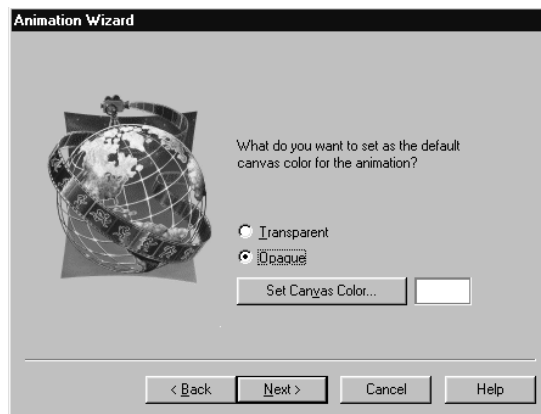 Animation Wizard
What do you want to set as the default
canvas color for the animation?
Transparent
Opaque
Set Canvas Color...
< Back
Next >
Cancel
Help